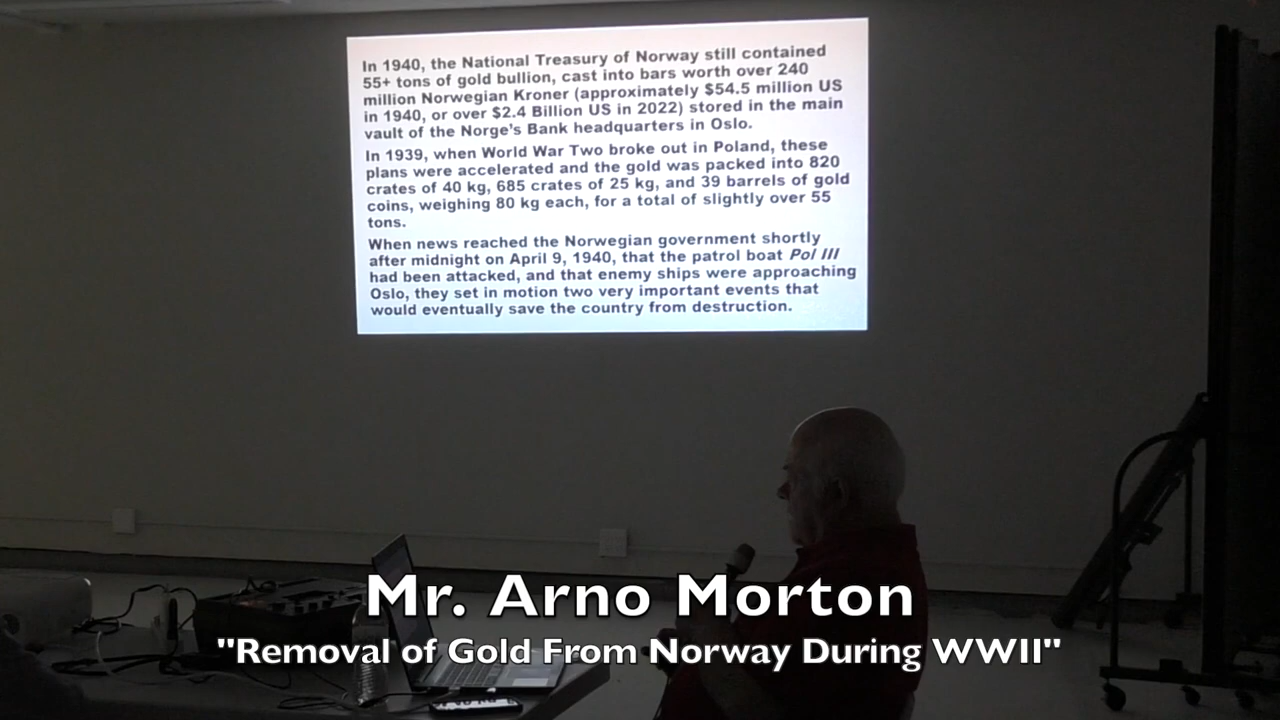 In 1940, the National Treasury of Norway still contained
55+ tons of gold bullion, cast into bars worth over 240
million Norwegian Kroner (approximately $54.5 million US
in 1940, or over $2.4 Billion US in 2022) stored in the main
vault of the Norge's Bank headquarters in Oslo.
In 1939, when World War Two broke out in Poland, these
plans were accelerated and the gold was packed into 820
crates of 40 kg, 685 crates of 25 kg, and 39 barrels of gold
coins, weighing 80 kg each, for a total of slightly over 55
tons.
When news reached the Norwegian government shortly
after midnight on April 9, 1940, that the patrol boat Pol III
had been attacked, and that enemy ships were approaching
Oslo, they set in motion two very important events that
would eventually save the country from destruction.
Mr. Arno Morton
"Removal of Gold From Norway During WWII"